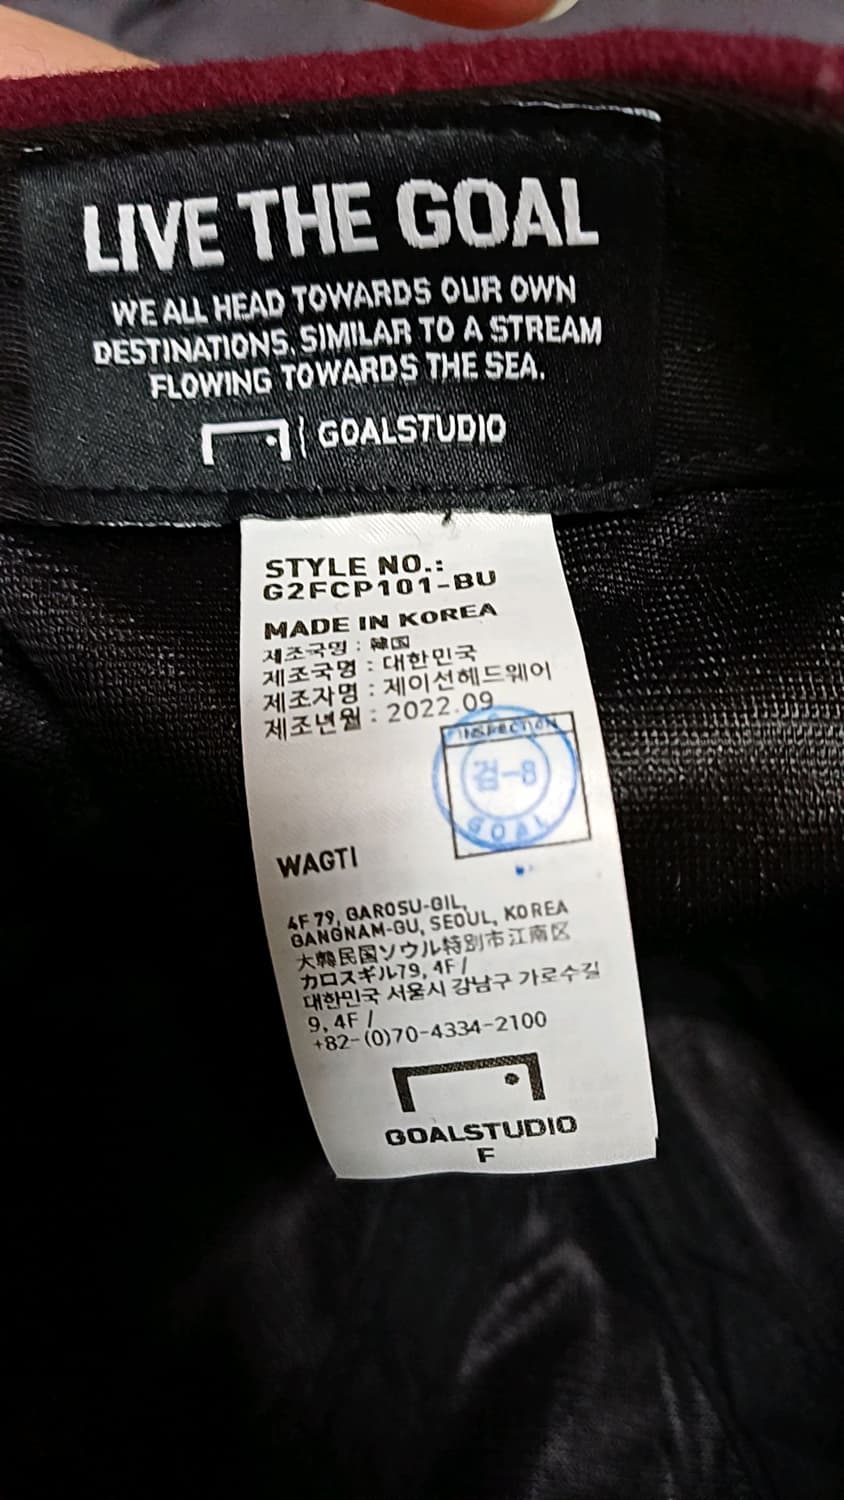 LIVE THE GOAL
WE ALL HEAD TOWARDS OUR OWN
DESTINATIONS, SIMILAR TO A STREAM
FLOWING TOWARDS THE SEA.
GOALSTUDIO
STYLE NO.:
G2FCP101-BU
MADE IN KOREA
제조국명 : 韓国
제조국명 : 대한민국
제조자명 : 제이선헤드웨어
제조년월 : 2022.09
INSPECTION
검-8
GOAL
WAGTI
4F 79, GAROSU-GIL,
GANGNAM-GU, SEOUL, KOREA
大韓民国ソウル特別市江南区
カロスギル79, 4F /
대한민국 서울시 강남구 가로수길
9, 4F /
+82-(0)70-4334-2100
GOALSTUDIO
F